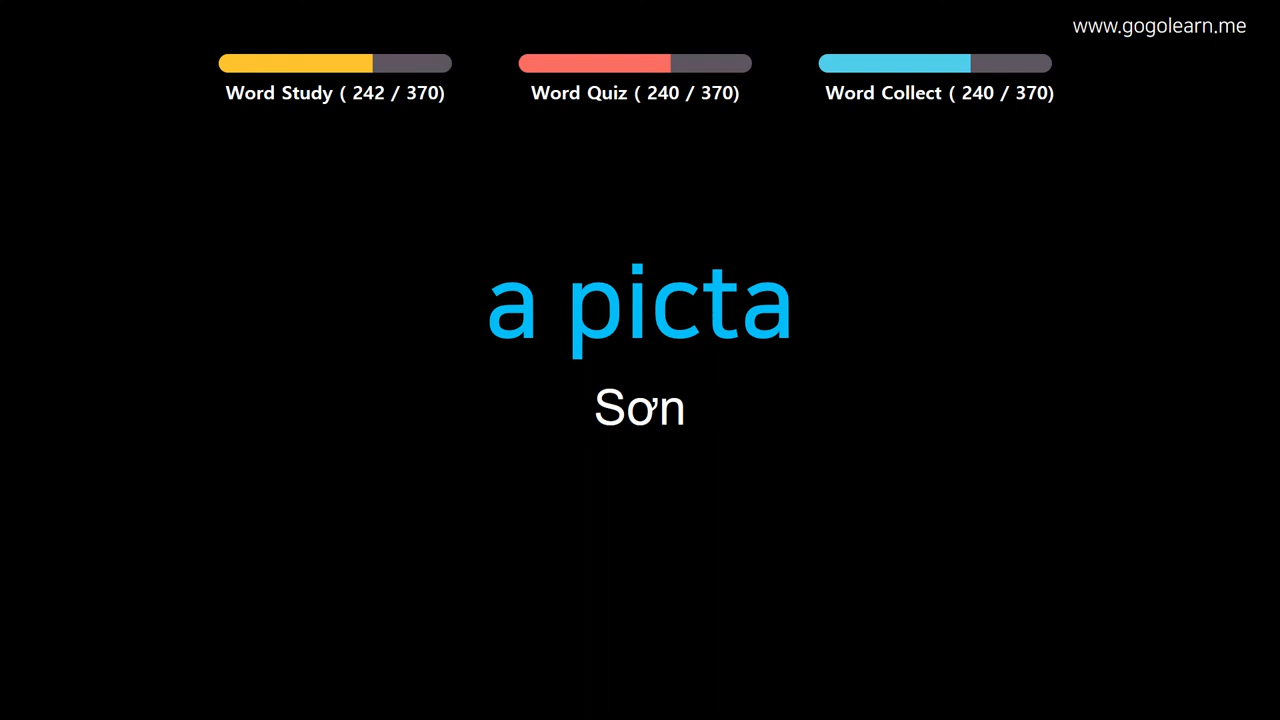 www.gogolearn.me
Word Study ( 242 / 370)
Word Quiz ( 240 / 370)
Word Collect ( 240 / 370)
a picta
Sơn